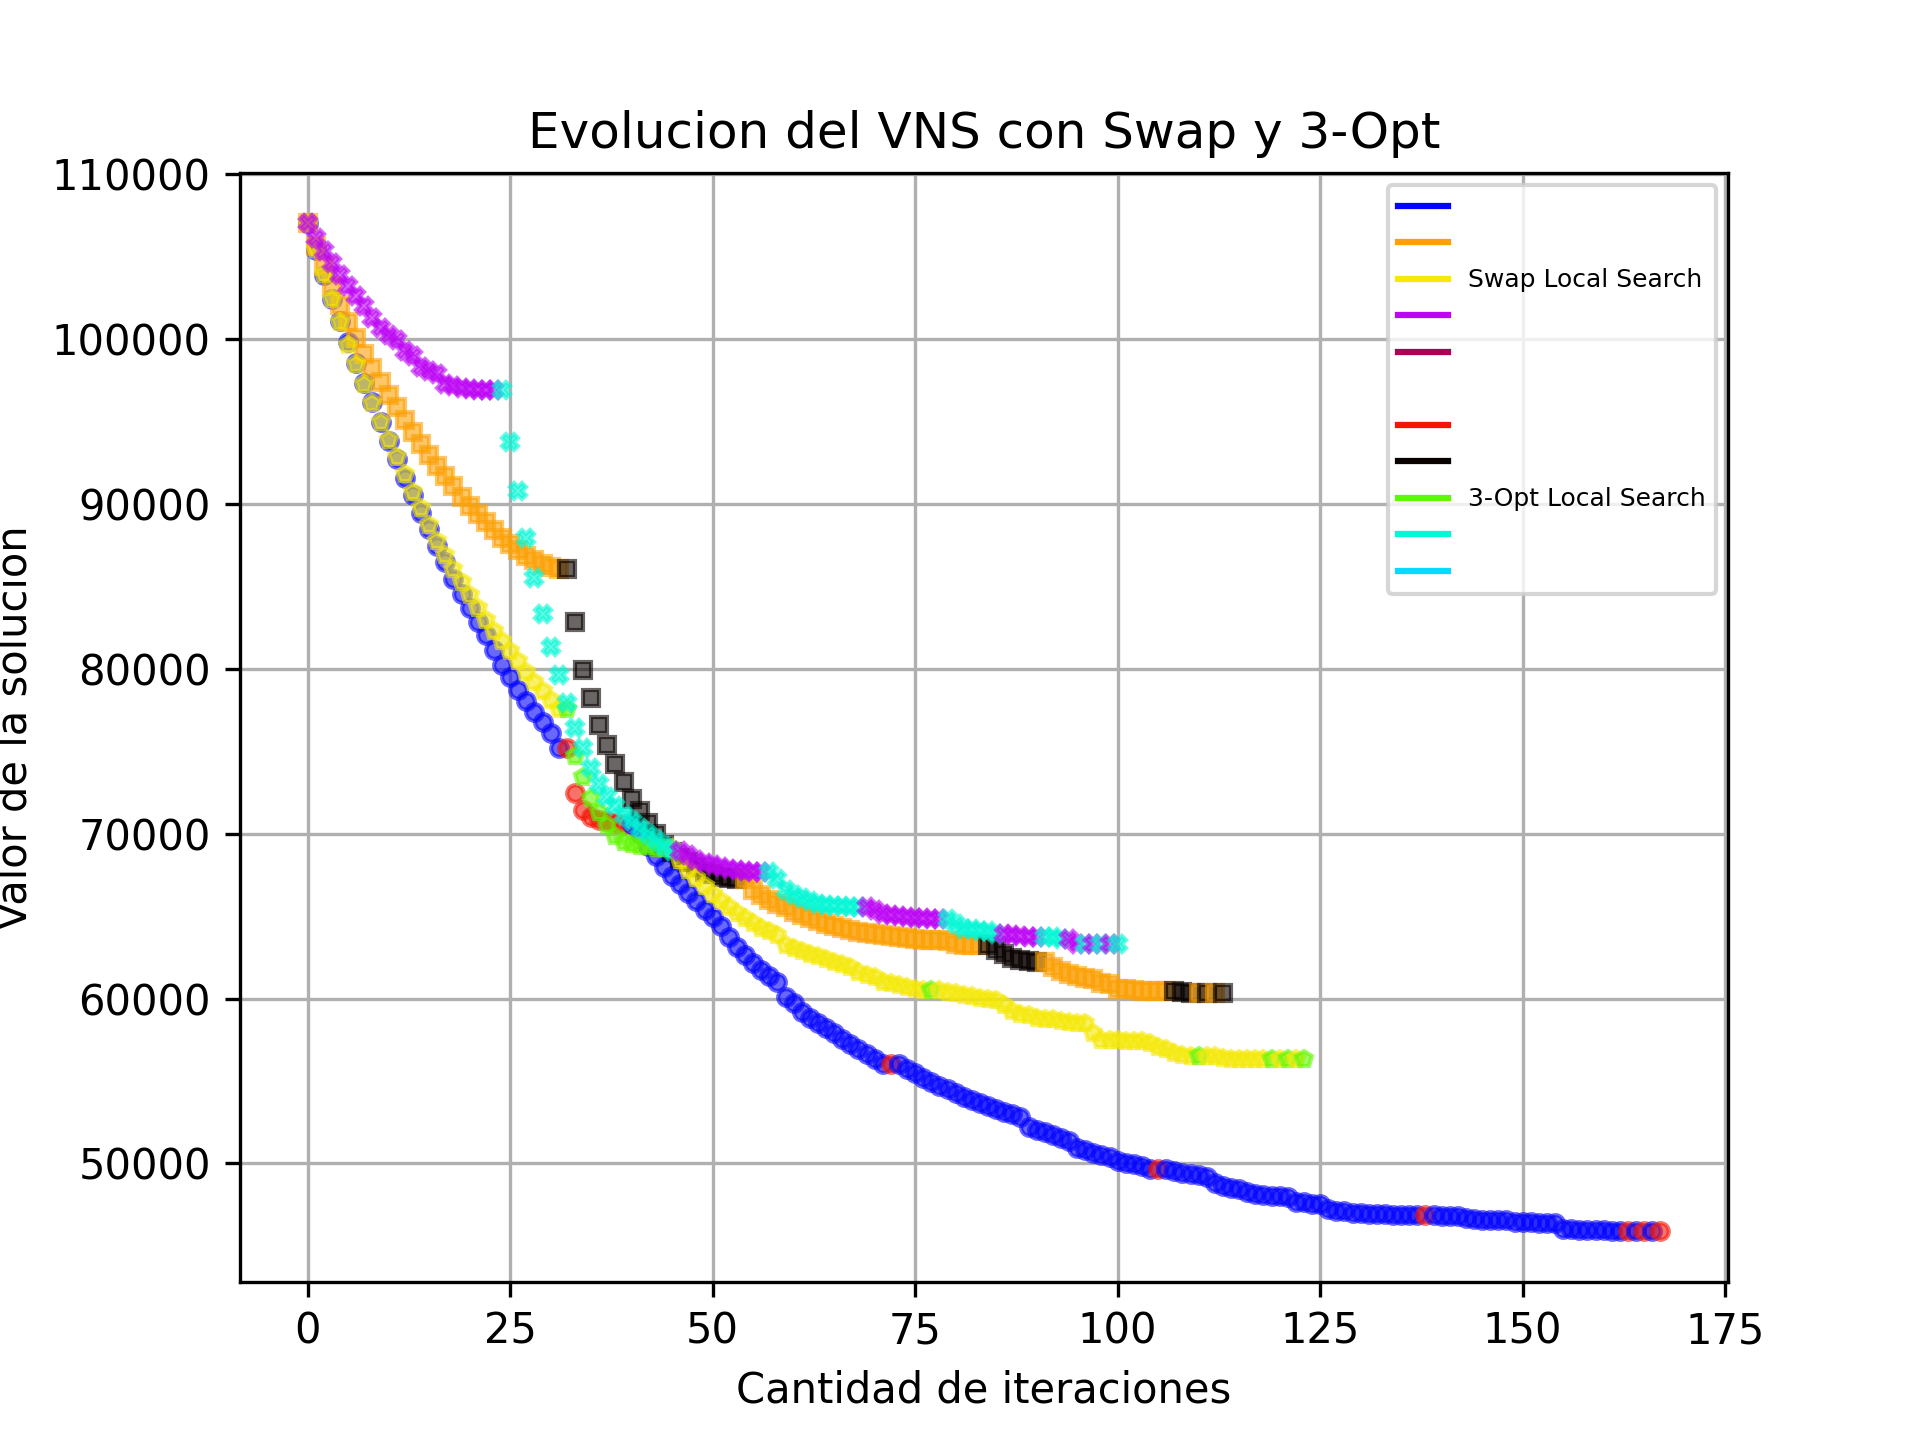 Evolucion del VNS con Swap y 3-Opt
110000
100000
90000
80000
70000
60000
50000
Valor de la solucion
Swap Local Search
3-Opt Local Search
0 25 50 75 100 125 150 175
Cantidad de iteraciones